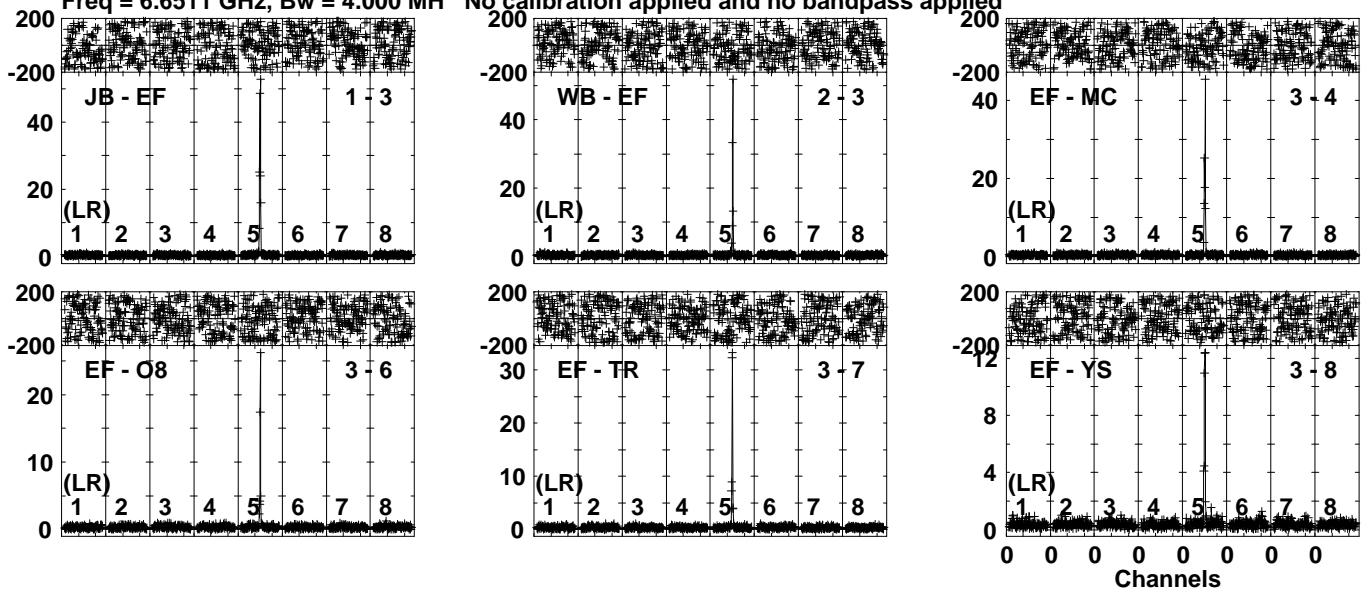 Freq = 6.6511 GHz, Bw = 4.000 MH No calibration applied and no bandpass applied
200 200 200
-200 -200 -200
JB - EF 1 - 3 WB - EF 2 - 3 EF - MC 3 - 4
40 40 40
20 20 20
(LR) (LR) (LR)
1 2 3 4 5 6 7 8 1 2 3 4 5 6 7 8 1 2 3 4 5 6 7 8
0 0 0
200 200 200
-200 -200 -200
12
EF - O8 3 - 6 EF - TR 3 - 7 EF - YS 3 - 8
30
20 20 8
10 10 4
(LR) (LR) (LR)
1 2 3 4 5 6 7 8 1 2 3 4 5 6 7 8 1 2 3 4 5 6 7 8
0 0 0
0 0 0 0 0 0 0 0
Channels